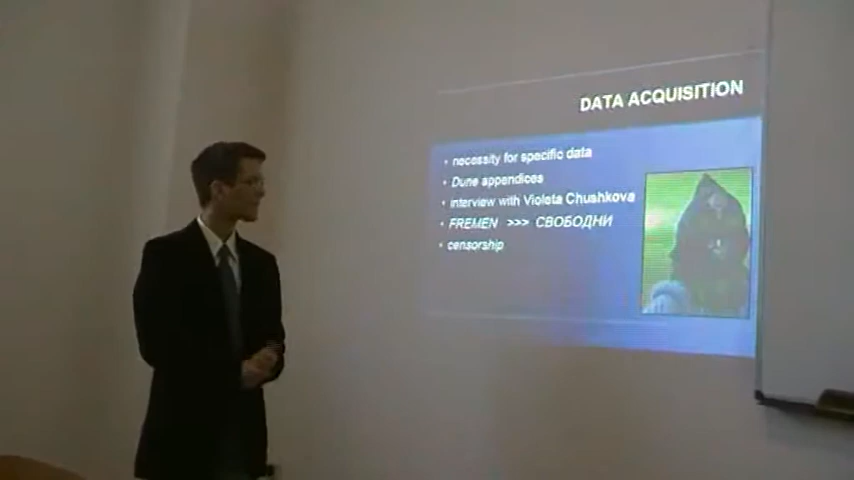 DATA ACQUISITION
• necessity for specific data
• Dune appendices
• interview with Violeta Chushkova
• FREMEN >>> СВОБОДНИ
• censorship